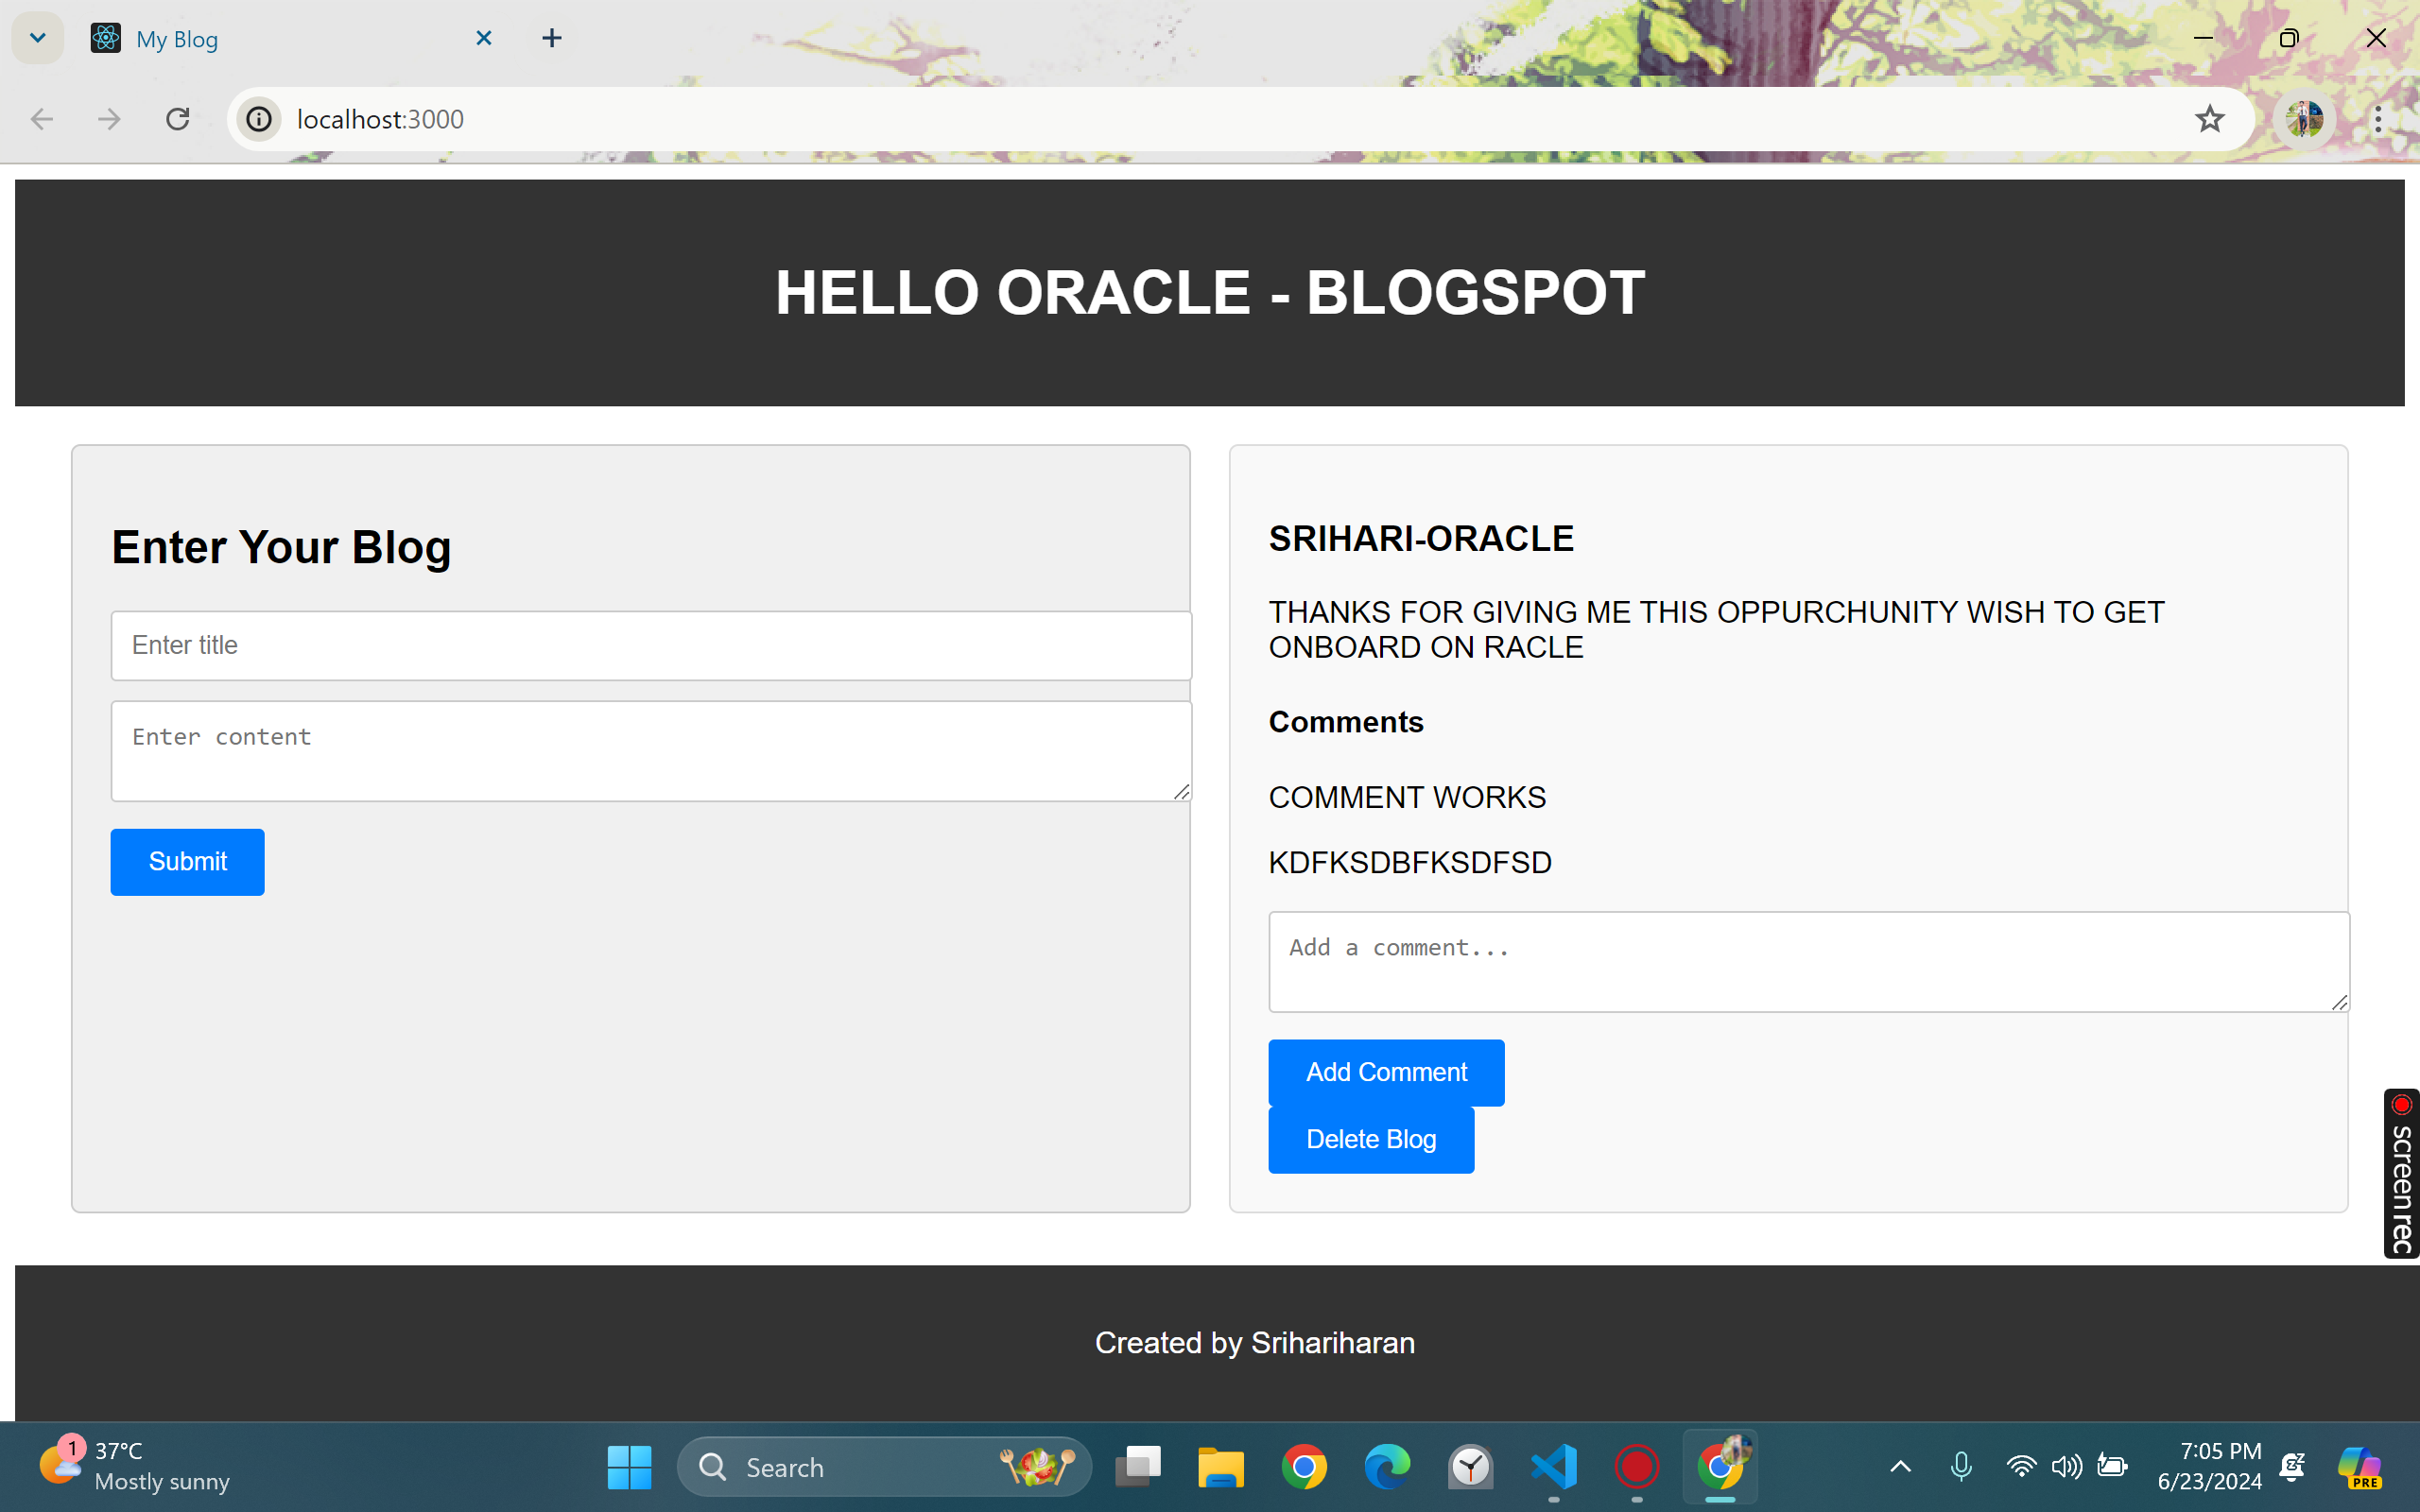 My Blog
localhost:3000
HELLO ORACLE - BLOGSPOT
Enter Your Blog
Enter title
Enter content
Submit
SRIHARI-ORACLE
THANKS FOR GIVING ME THIS OPPURCHUNITY WISH TO GET
ONBOARD ON RACLE
Comments
COMMENT WORKS
KDFKSDBFKSDFSD
Add a comment...
Add Comment
Delete Blog
screenrec
Created by Srihariharan
1
37°C
Mostly sunny
Search
7:05 PM
6/23/2024
PRE